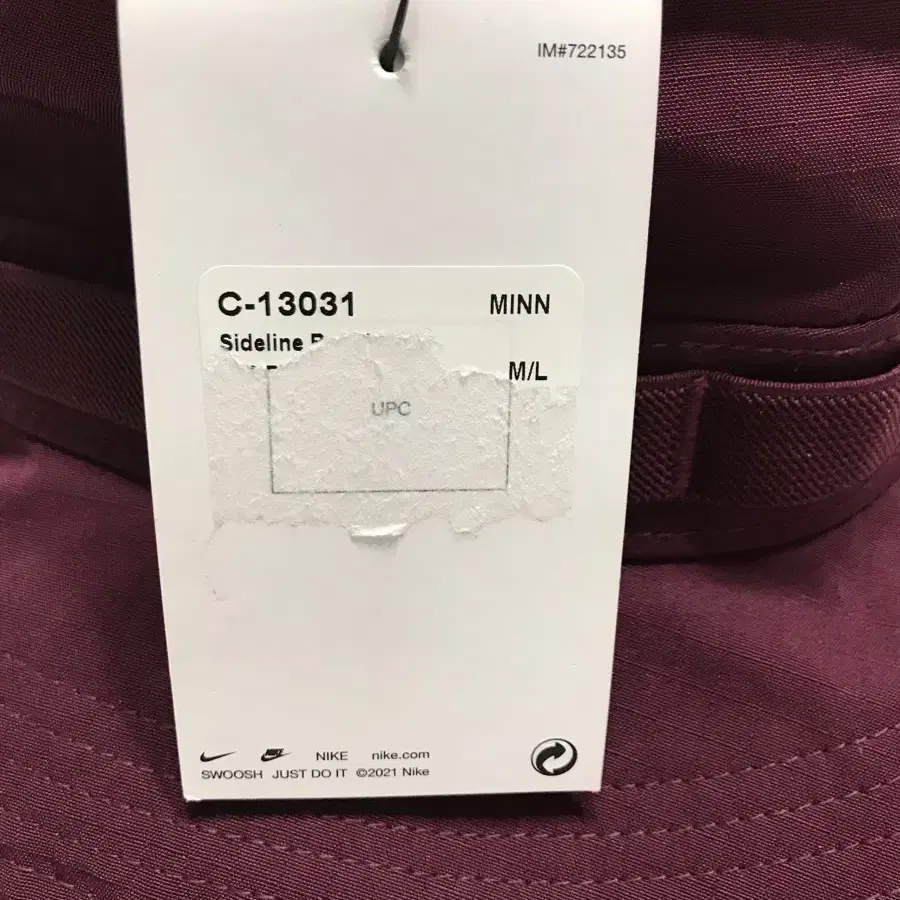 IM#722135
C-13031 MINN
Sideline
M/L
UPC
NIKE nike.com
SWOOSH JUST DO IT ©2021 Nike